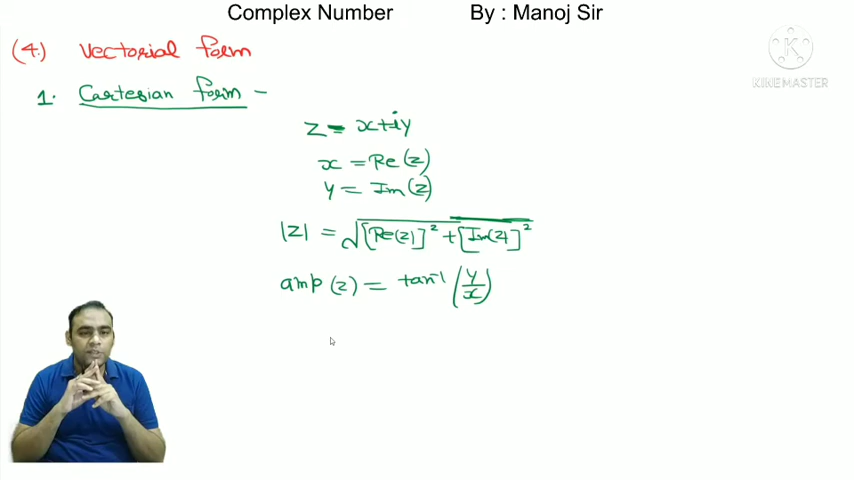 Complex Number By : Manoj Sir
(4.) Vectorial form
1. Cartesian form -
KINEMASTER
z = x+iy
x = Re(z)
y = Im(z)
|z| = √[Re(z)]² + [Im(z)]²
amp(z) = tan⁻¹(y/x)